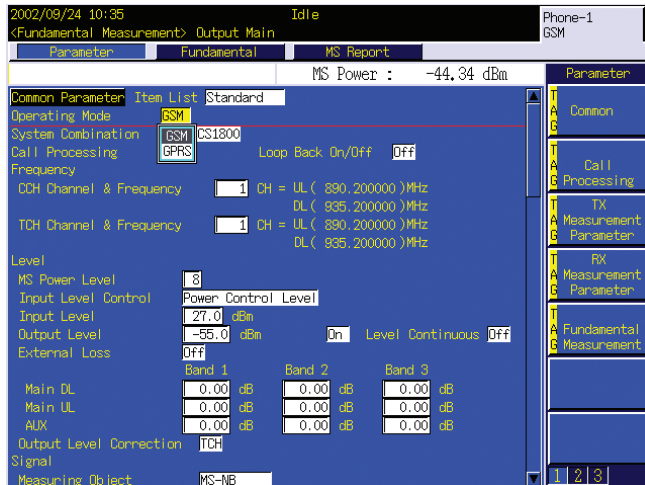 2002/09/24 10:35 Idle Phone-1
<Fundamental Measurement> Output Main GSM
Parameter Fundamental MS Report
MS Power : -44.34 dBm Parameter
Common Parameter Item List Standard
Operating Mode GSM
System Combination CS1800
GSM
GPRS
Call Processing Loop Back On/Off Off
Frequency
CCH Channel & Frequency 1 CH = UL( 890.200000)MHz
DL( 935.200000)MHz
TCH Channel & Frequency 1 CH = UL( 890.200000)MHz
DL( 935.200000)MHz
Level
MS Power Level 8
Input Level Control Power Control Level
Input Level 27.0 dBm
Output Level -55.0 dBm On Level Continuous Off
External Loss Off
Band 1 Band 2 Band 3
Main DL 0.00 dB 0.00 dB 0.00 dB
Main UL 0.00 dB 0.00 dB 0.00 dB
AUX 0.00 dB 0.00 dB 0.00 dB
Output Level Correction TCH
Signal
Measuring Object MS-NB
TAG Common
TAG Call Processing
TAG TX Measurement Parameter
TAG RX Measurement Parameter
TAG Fundamental Measurement
1 2 3